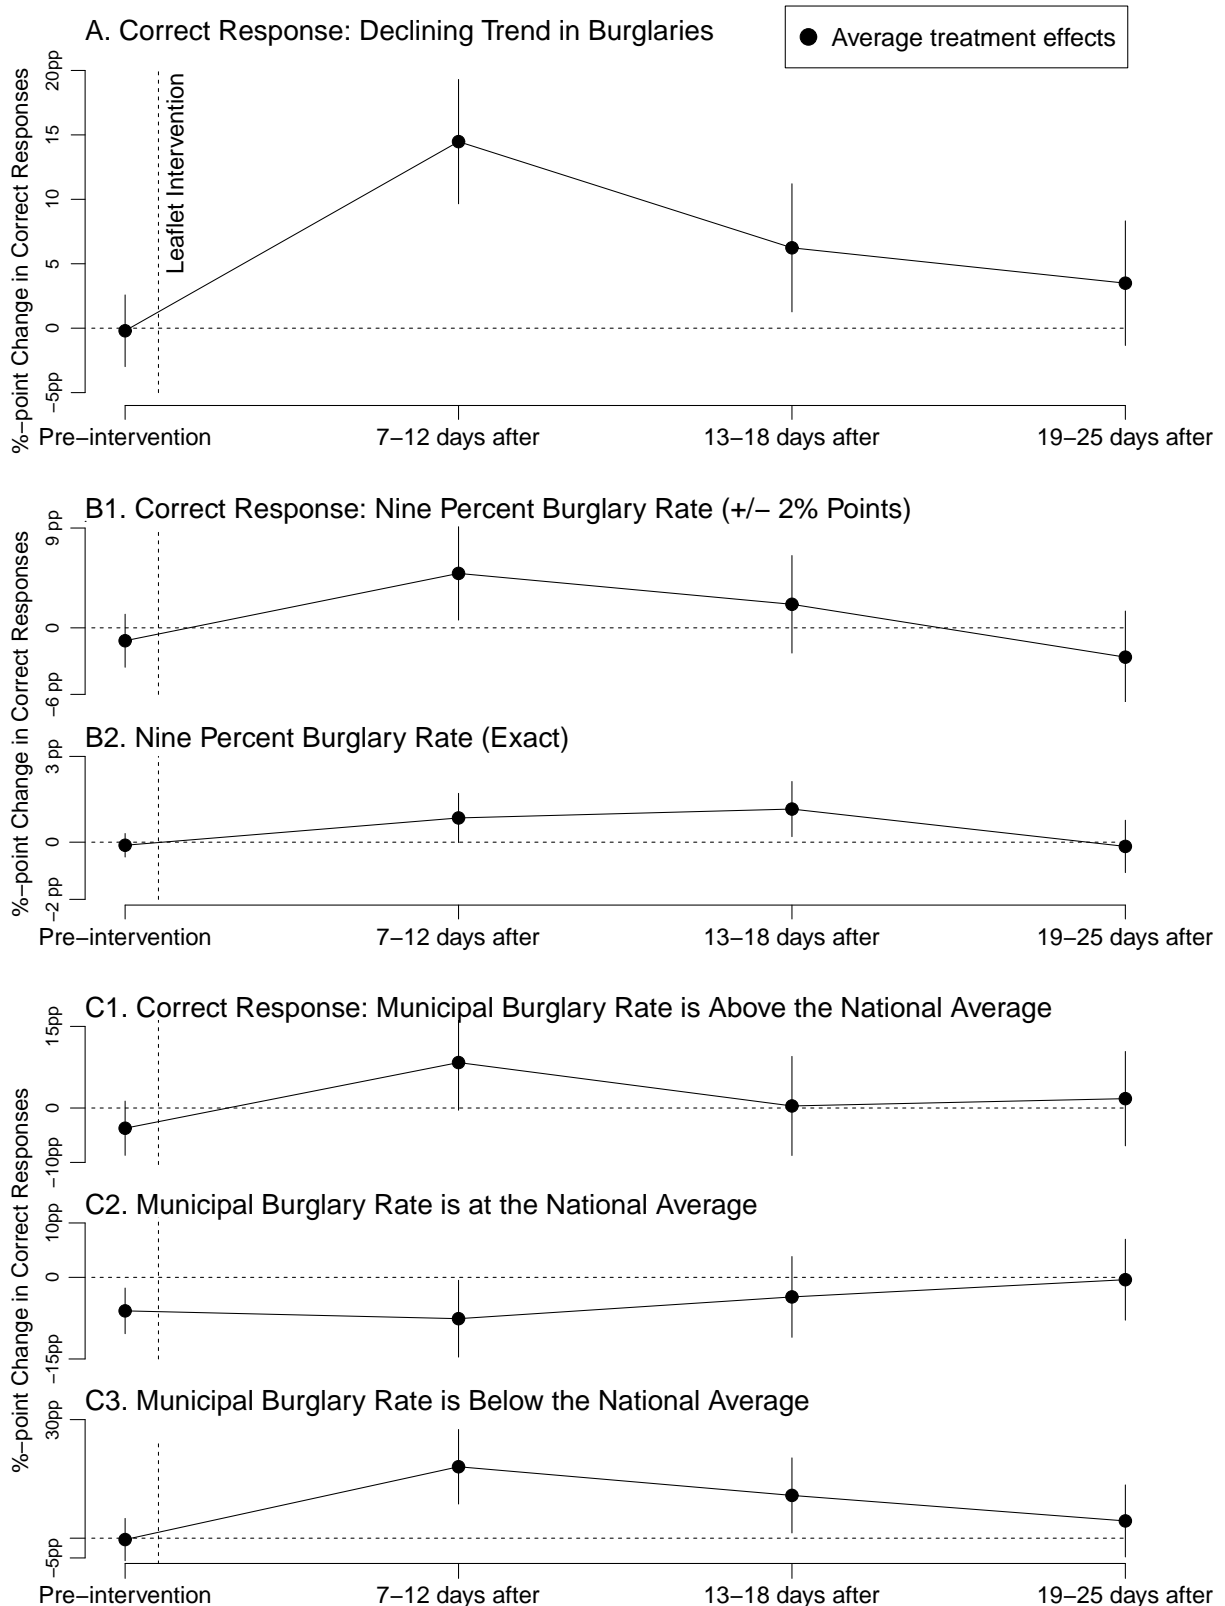 A. Correct Response: Declining Trend in Burglaries
Average treatment effects
%−point Change in Correct Responses
20pp
15
10
5
0
−5pp
Leaflet Intervention
Pre−intervention 7−12 days after 13−18 days after 19−25 days after
B1. Correct Response: Nine Percent Burglary Rate (+/− 2% Points)
%−point Change in Correct Responses
9 pp
0
−6 pp
B2. Nine Percent Burglary Rate (Exact)
3 pp
0
−2 pp
Pre−intervention 7−12 days after 13−18 days after 19−25 days after
C1. Correct Response: Municipal Burglary Rate is Above the National Average
%−point Change in Correct Responses
15pp
0
−10pp
C2. Municipal Burglary Rate is at the National Average
10pp
0
−15pp
C3. Municipal Burglary Rate is Below the National Average
30pp
−5pp
Pre−intervention 7−12 days after 13−18 days after 19−25 days after